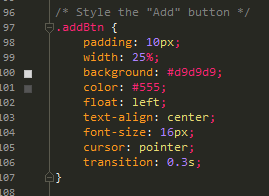 95
96 /* Style the "Add" button */
97 .addBtn {
98 padding: 10px;
99 width: 25%;
100 background: #d9d9d9;
101 color: #555;
102 float: left;
103 text-align: center;
104 font-size: 16px;
105 cursor: pointer;
106 transition: 0.3s;
107 }
108